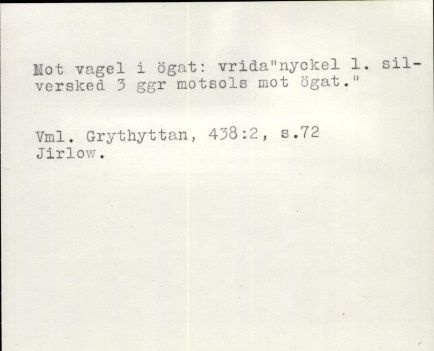 Mot vagel i ögat: vrida"nyckel l. sil-
versked 3 ggr motsols mot ögat."
Vml. Grythyttan, 438:2, s.72
Jirlow.